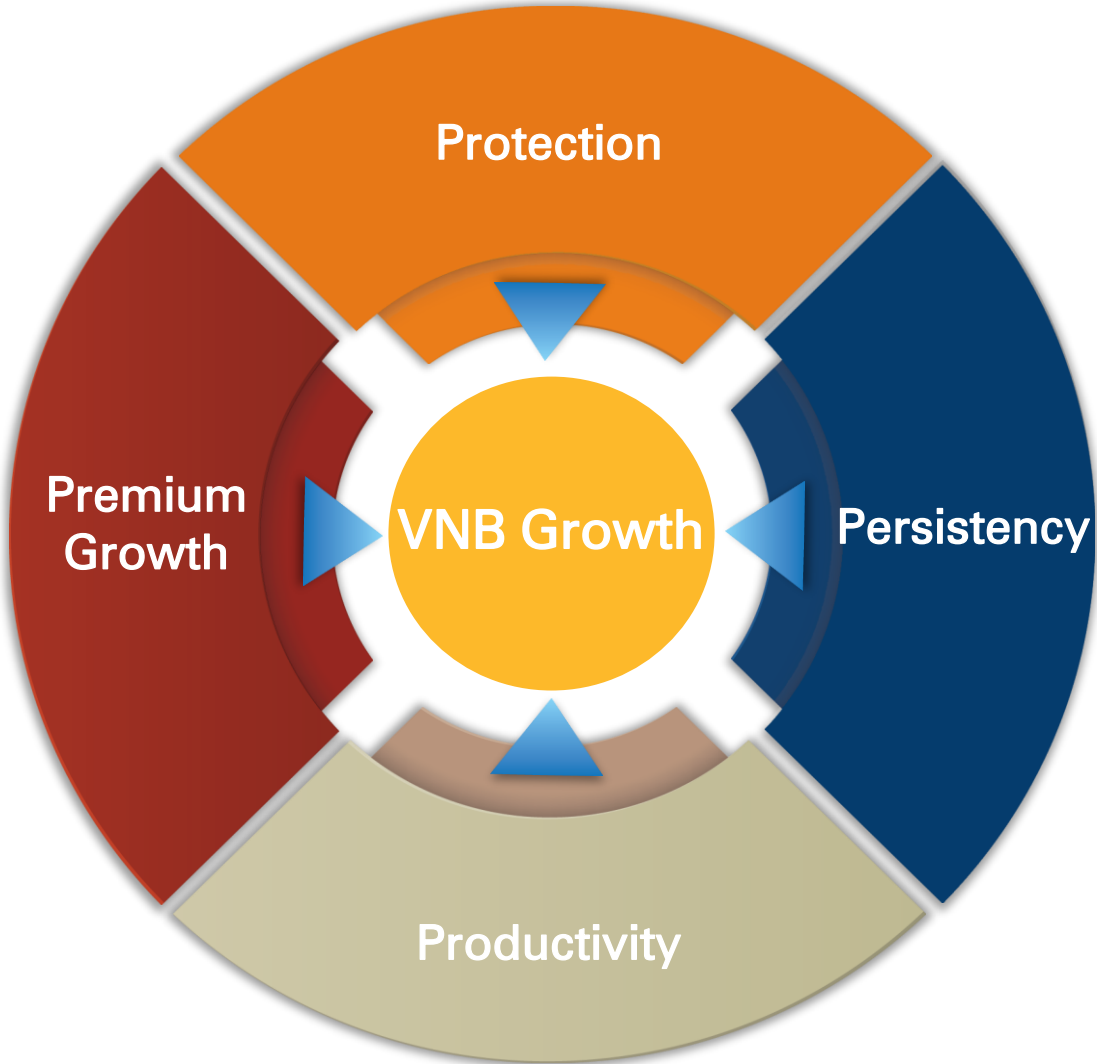 Protection
Premium
Growth
VNB Growth
Persistency
Productivity